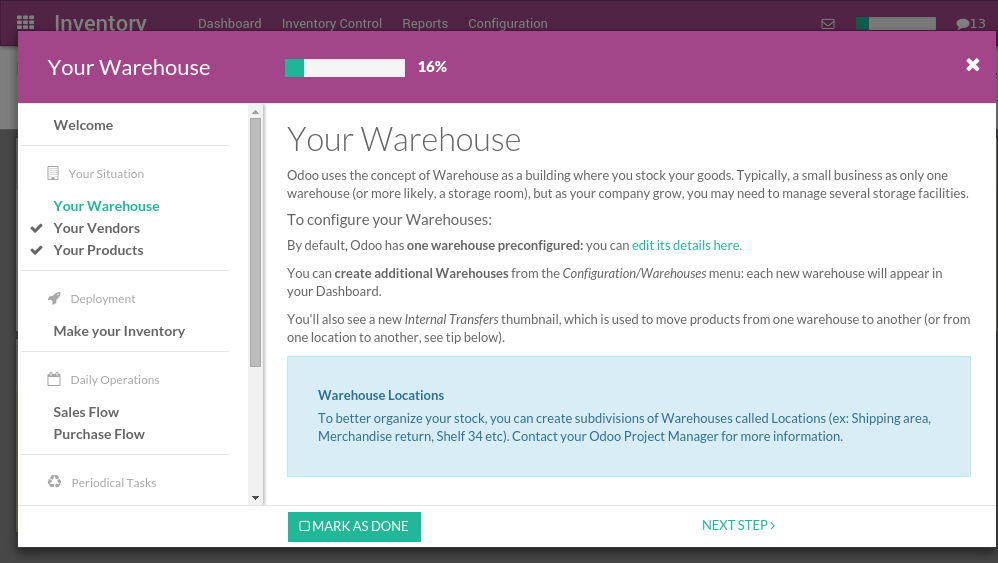 Inventory Dashboard Inventory Control Reports Configuration 13
Your Warehouse 16%
Welcome
Your Situation
Your Warehouse
Your Vendors
Your Products
Deployment
Make your Inventory
Daily Operations
Sales Flow
Purchase Flow
Periodical Tasks
Your Warehouse
Odoo uses the concept of Warehouse as a building where you stock your goods. Typically, a small business as only one
warehouse (or more likely, a storage room), but as your company grow, you may need to manage several storage facilities.
To configure your Warehouses:
By default, Odoo has one warehouse preconfigured: you can edit its details here.
You can create additional Warehouses from the Configuration/Warehouses menu: each new warehouse will appear in
your Dashboard.
You'll also see a new Internal Transfers thumbnail, which is used to move products from one warehouse to another (or from
one location to another, see tip below).
Warehouse Locations
To better organize your stock, you can create subdivisions of Warehouses called Locations (ex: Shipping area,
Merchandise return, Shelf 34 etc). Contact your Odoo Project Manager for more information.
MARK AS DONE NEXT STEP